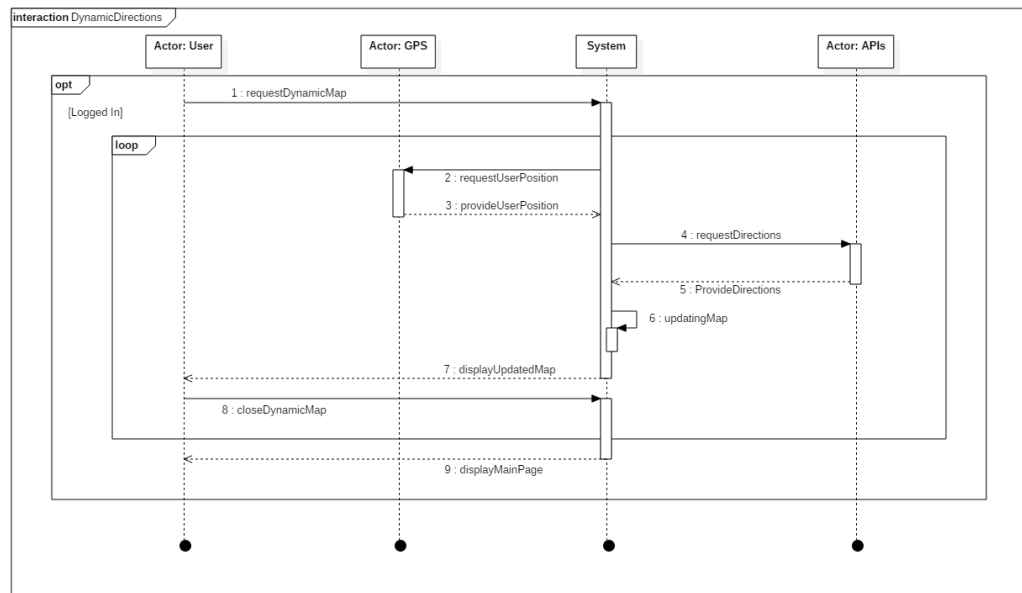 interaction DynamicDirections
Actor: User
Actor: GPS
System
Actor: APIs
opt
1 : requestDynamicMap
[Logged In]
loop
2 : requestUserPosition
3 : provideUserPosition
4 : requestDirections
5 : ProvideDirections
6 : updatingMap
7 : displayUpdatedMap
8 : closeDynamicMap
9 : displayMainPage